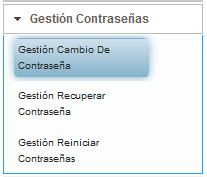 Gestión Contraseñas
Gestión Cambio De
Contraseña
Gestión Recuperar
Contraseña
Gestión Reiniciar
Contraseñas